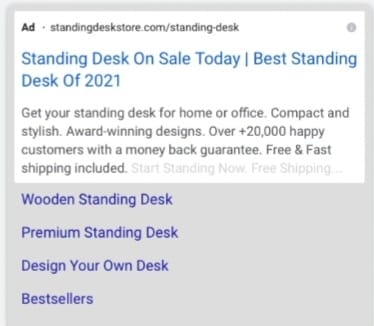 Ad · standingdeskstore.com/standing-desk
Standing Desk On Sale Today | Best Standing
Desk Of 2021
Get your standing desk for home or office. Compact and
stylish. Award-winning designs. Over +20,000 happy
customers with a money back guarantee. Free & Fast
shipping included. Start Standing Now. Free Shipping...
Wooden Standing Desk
Premium Standing Desk
Design Your Own Desk
Bestsellers